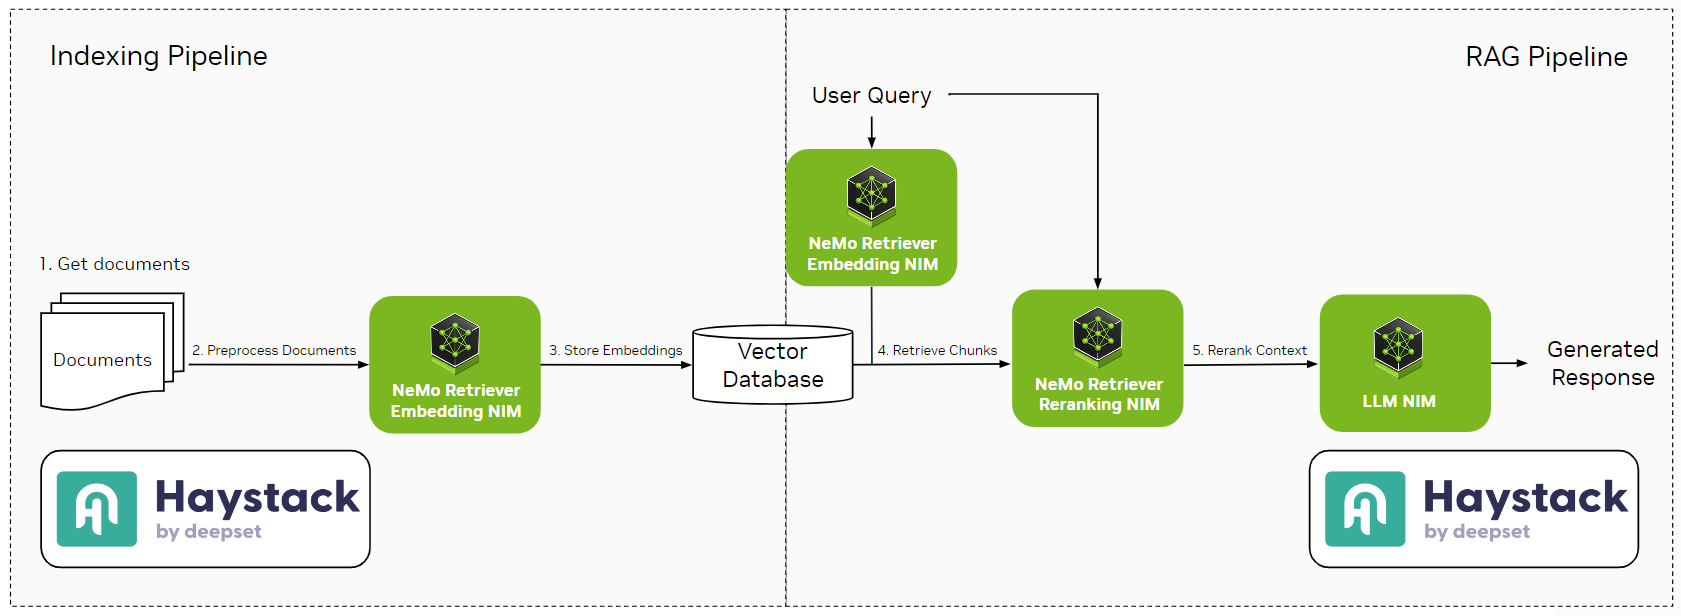 Indexing Pipeline
RAG Pipeline
User Query
NeMo Retriever
Embedding NIM
1. Get documents
Documents
2. Preprocess Documents
NeMo Retriever
Embedding NIM
3. Store Embeddings
Vector
Database
4. Retrieve Chunks
NeMo Retriever
Reranking NIM
5. Rerank Context
LLM NIM
Generated
Response
Haystack
by deepset
Haystack
by deepset